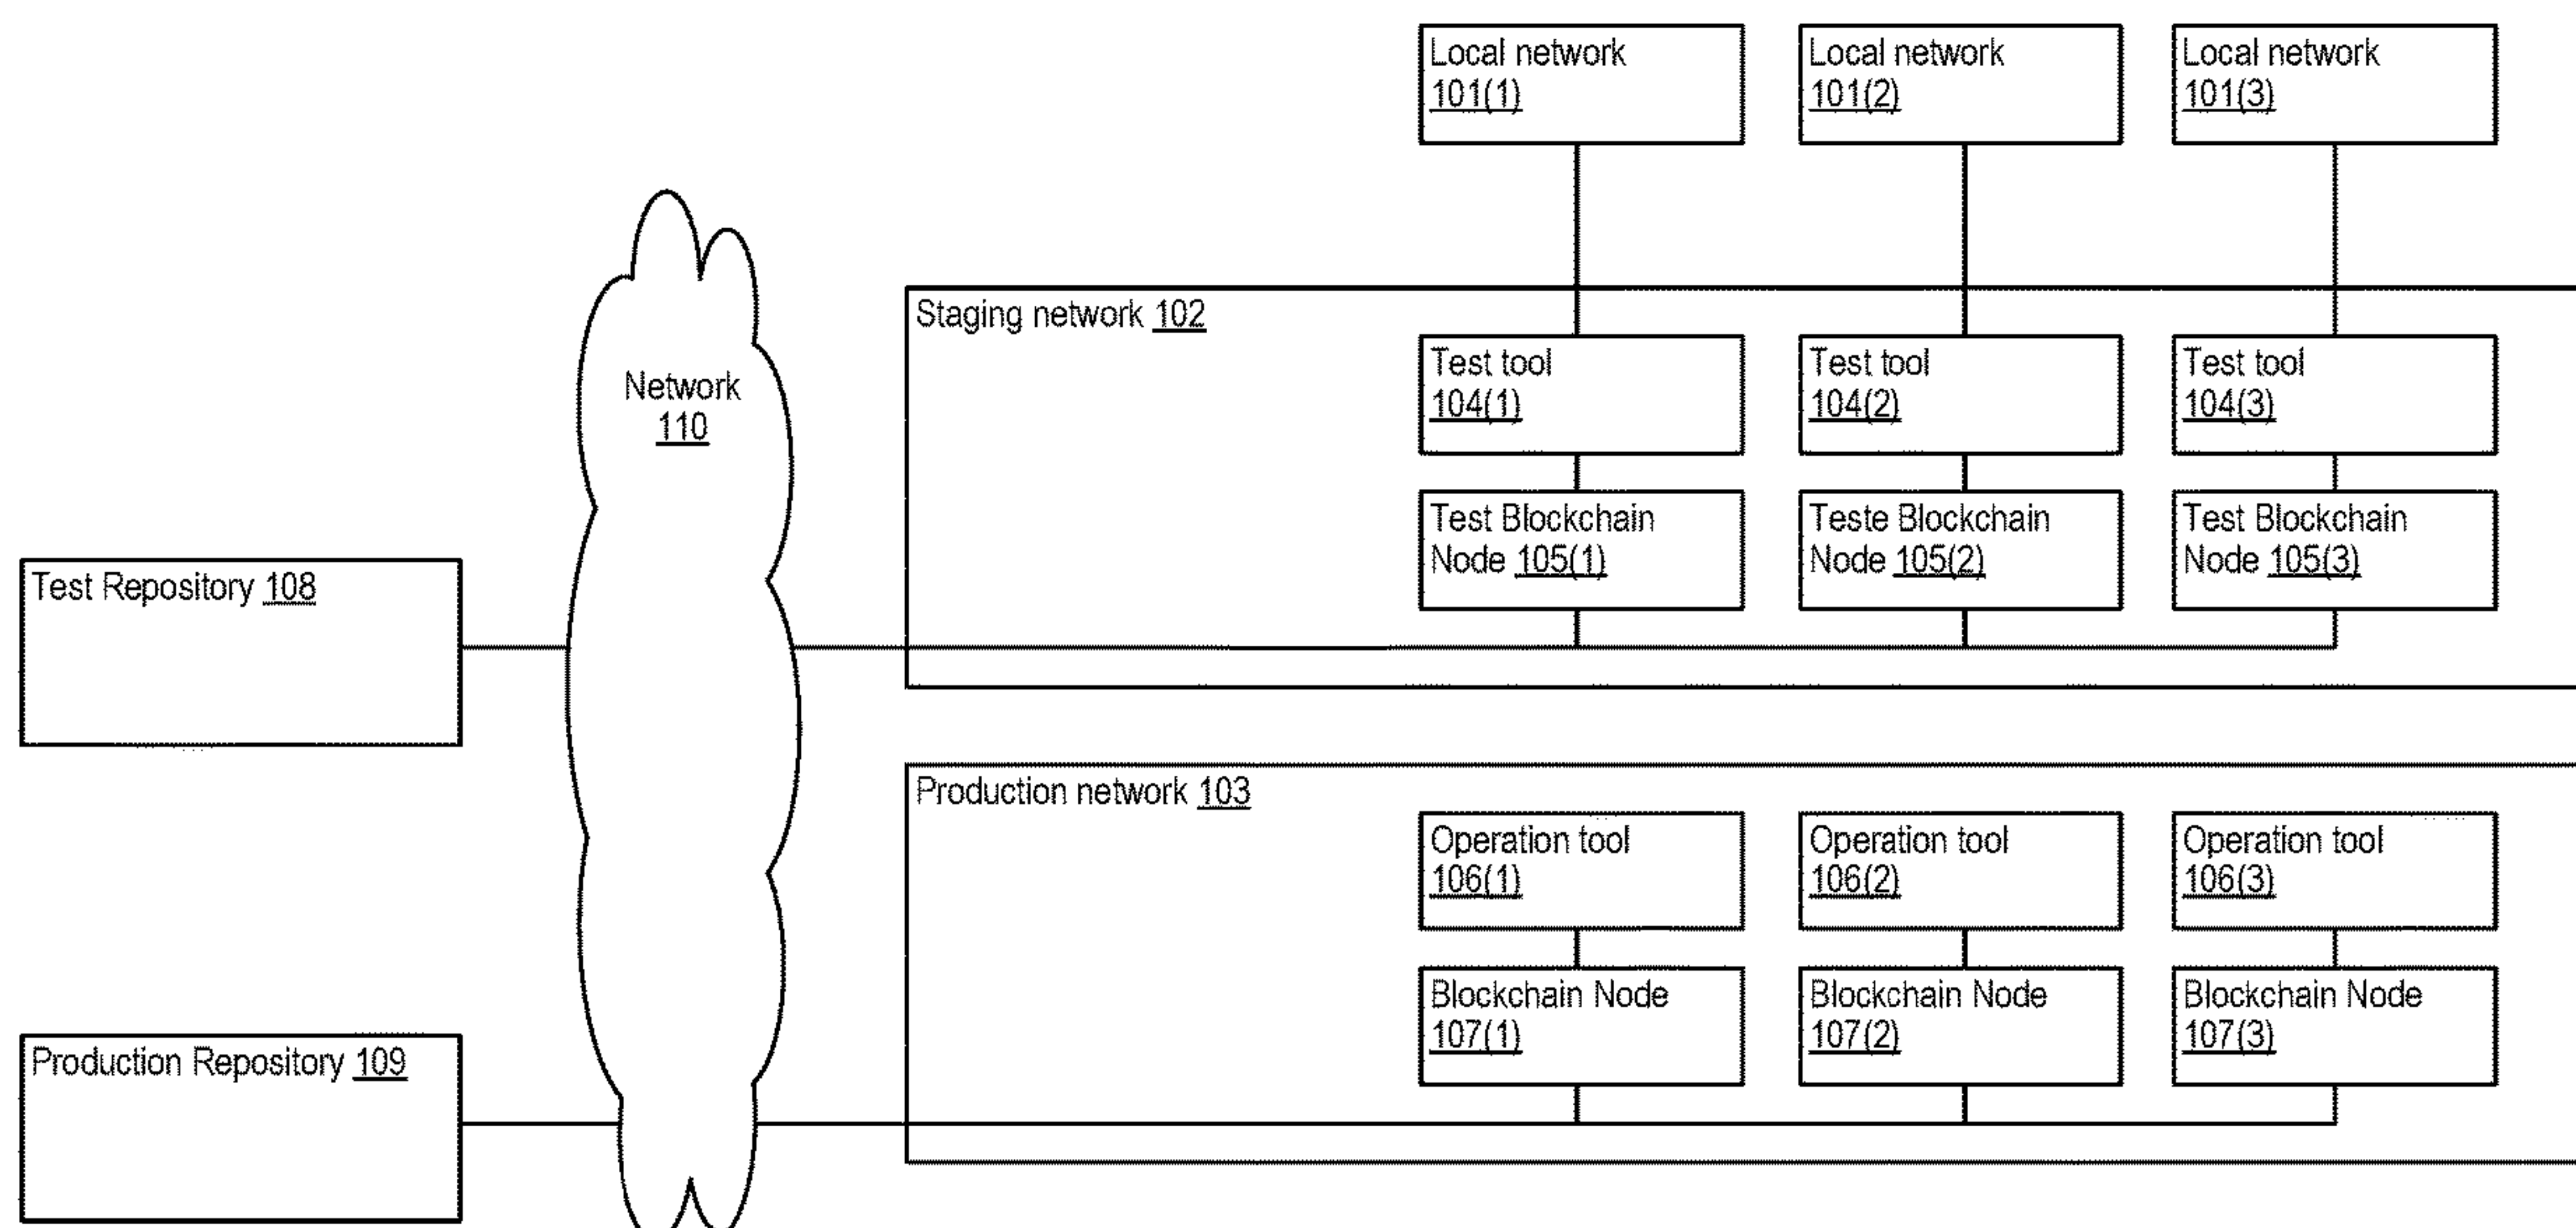 Local network
101(1)
Local network
101(2)
Local network
101(3)
Network
110
Staging network 102
Test tool
104(1)
Test tool
104(2)
Test tool
104(3)
Test Blockchain
Node 105(1)
Teste Blockchain
Node 105(2)
Test Blockchain
Node 105(3)
Test Repository 108
Production network 103
Operation tool
106(1)
Operation tool
106(2)
Operation tool
106(3)
Blockchain Node
107(1)
Blockchain Node
107(2)
Blockchain Node
107(3)
Production Repository 109